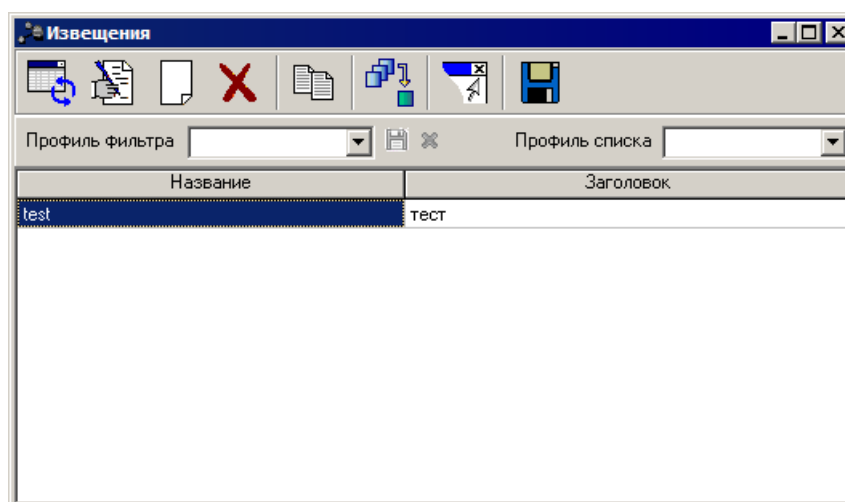 Извещения
Профиль фильтра Профиль списка
Название Заголовок
test тест